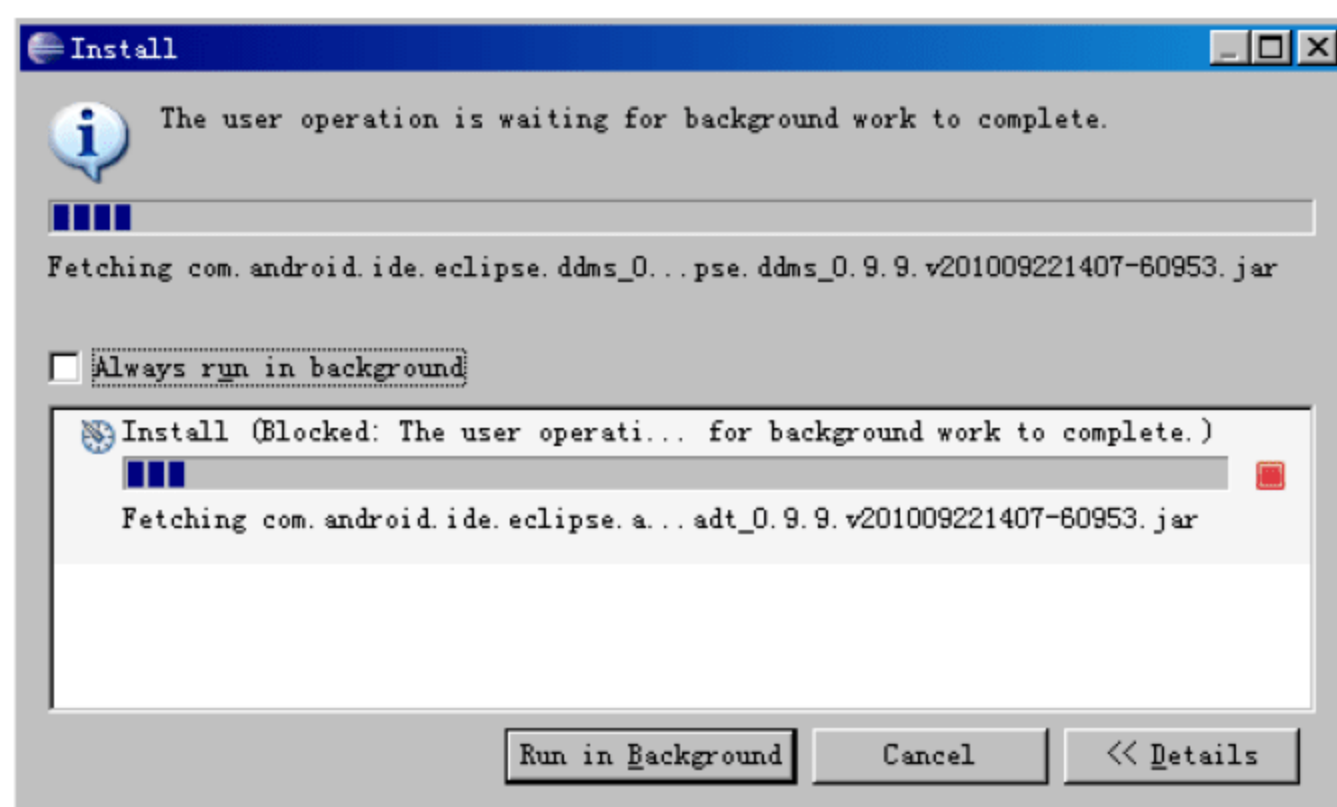 Install
The user operation is waiting for background work to complete.
Fetching com.android.ide.eclipse.ddms_0...pse.ddms_0.9.9.v201009221407-60953.jar
Always run in background
Install (Blocked: The user operati... for background work to complete.)
Fetching com.android.ide.eclipse.a...adt_0.9.9.v201009221407-60953.jar
Run in Background Cancel << Details